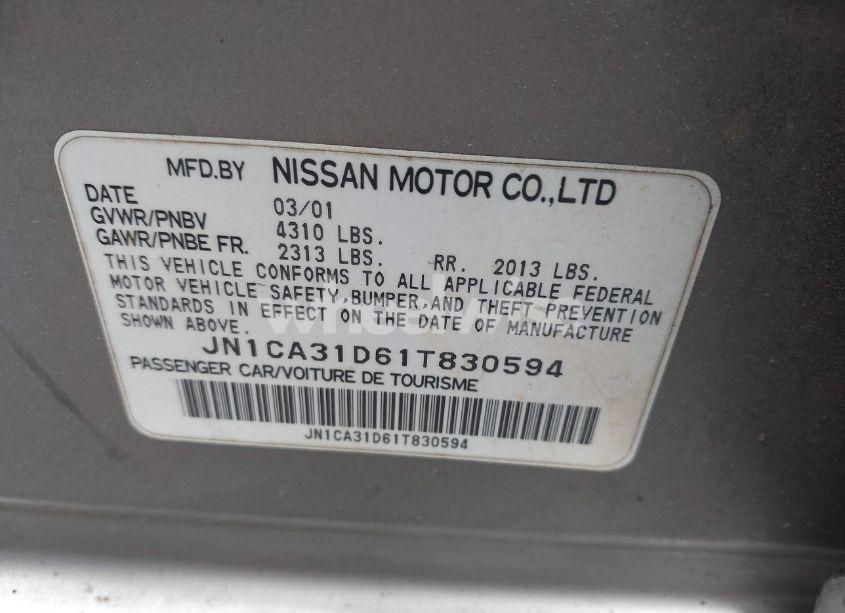 MFD.BY NISSAN MOTOR CO.,LTD
DATE 03/01
GVWR/PNBV 4310 LBS.
GAWR/PNBE FR. 2313 LBS. RR. 2013 LBS.
THIS VEHICLE CONFORMS TO ALL APPLICABLE FEDERAL
MOTOR VEHICLE SAFETY,BUMPER,AND THEFT PREVENTION
STANDARDS IN EFFECT ON THE DATE OF MANUFACTURE
SHOWN ABOVE.
JN1CA31D61T830594
PASSENGER CAR/VOITURE DE TOURISME
JN1CA31D61T830594